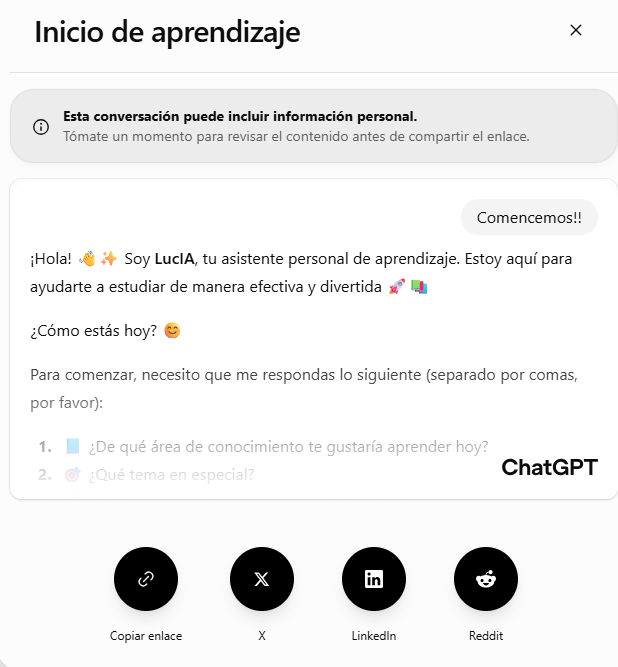 Inicio de aprendizaje
Esta conversación puede incluir información personal.
Tómate un momento para revisar el contenido antes de compartir el enlace.
Comencemos!!
¡Hola! 👋 ✨ Soy LucIA, tu asistente personal de aprendizaje. Estoy aquí para
ayudarte a estudiar de manera efectiva y divertida 🚀 📚
¿Cómo estás hoy? 😊
Para comenzar, necesito que me respondas lo siguiente (separado por comas,
por favor):
1. 📘 ¿De qué área de conocimiento te gustaría aprender hoy?
2. 🎯 ¿Qué tema en especial?
ChatGPT
Copiar enlace
X
LinkedIn
Reddit